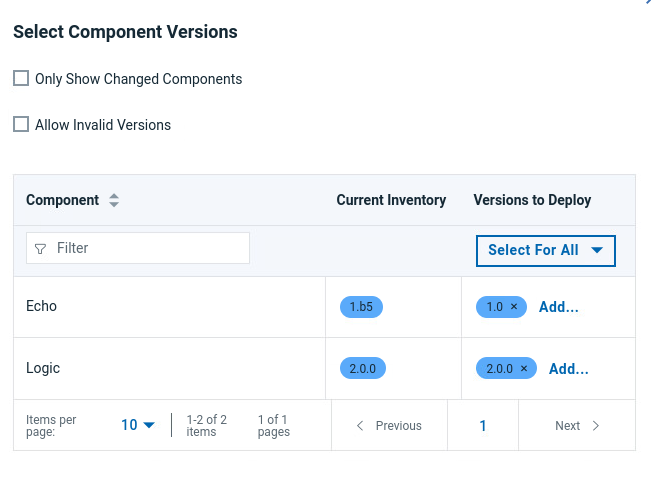 Select Component Versions
Only Show Changed Components
Allow Invalid Versions
Component Current Inventory Versions to Deploy
Filter Select For All
Echo 1.b5 1.0 × Add...
Logic 2.0.0 2.0.0 × Add...
Items per page: 10 1-2 of 2 items 1 of 1 pages Previous 1 Next